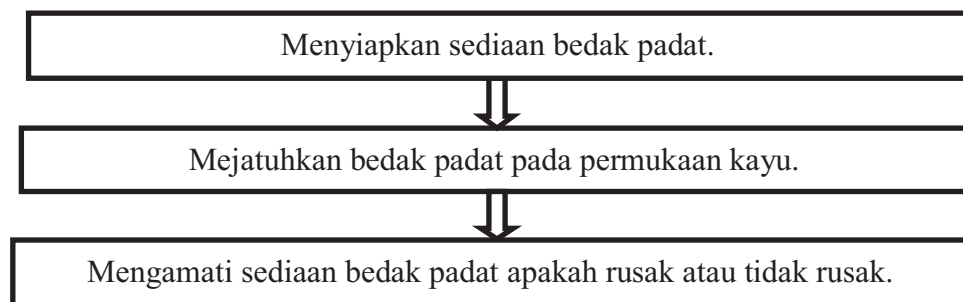 Menyiapkan sediaan bedak padat.
Mejatuhkan bedak padat pada permukaan kayu.
Mengamati sediaan bedak padat apakah rusak atau tidak rusak.